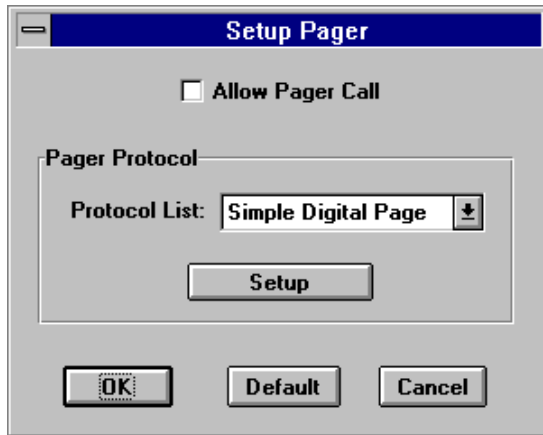 Setup Pager
Allow Pager Call
Pager Protocol
Protocol List: Simple Digital Page
Setup
OK Default Cancel